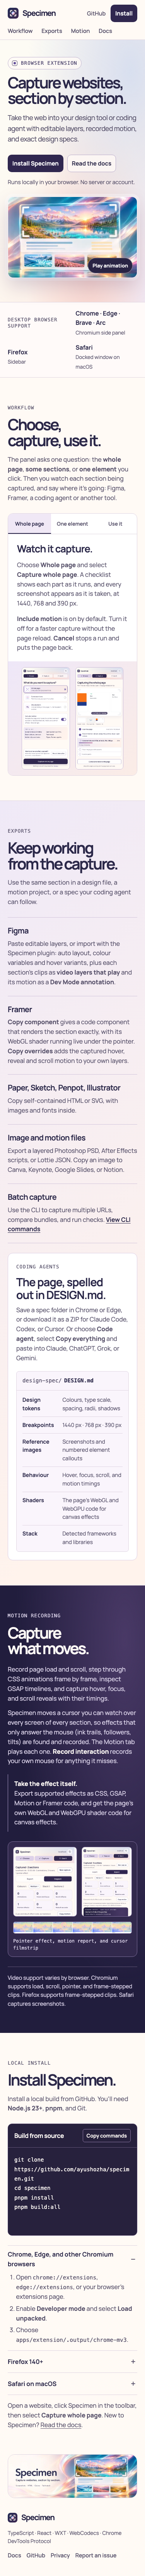 Specimen
GitHub
Install
Workflow
Exports
Motion
Docs
BROWSER EXTENSION
Capture websites,
section by section.
Take the web into your design tool or coding
agent with editable layers, recorded motion,
and exact design specs.
Install Specimen
Read the docs
Runs locally in your browser. No server or account.
Play animation
DESKTOP BROWSER
SUPPORT
Chrome · Edge ·
Brave · Arc
Chromium side panel
Firefox
Sidebar
Safari
Docked window on
macOS
WORKFLOW
Choose,
capture, use it.
The panel asks one question: the whole
page, some sections, or one element you
click. Then it works, keeps everything
captured, and asks where it's going: Figma,
Framer, a coding agent or another tool.
Whole page
One element
Use it
Watch it capture.
Choose Whole page and select
Capture whole page. A checklist
shows each part as it runs, and every
screenshot appears as it is taken, at
1440, 768 and 390 px.
Include motion is on by default. Turn it
off for a faster capture without the
page reload. Cancel stops a run and
puts the page back.
EXPORTS
Keep working
from the capture.
Use the same section in a design file, a
motion project, or a spec your coding agent
can follow.
Figma
Paste editable layers, or import with the
Specimen plugin: auto layout, colour
variables and hover variants, plus each
section's clips as video layers that play and
its motion as a Dev Mode annotation.
Framer
Copy component gives a code component
that renders the section exactly, with its
WebGL shader running live under the pointer.
Copy overrides adds the captured hover,
reveal and scroll motion to your own layers.
Paper, Sketch, Penpot, Illustrator
Copy self-contained HTML or SVG, with
images and fonts inside.
Image and motion files
Export a layered Photoshop PSD, After Effects
scripts, or Lottie JSON. Copy an image to
Canva, Keynote, Google Slides, or Notion.
Batch capture
Use the CLI to capture multiple URLs,
compare bundles, and run checks. View CLI
commands
CODING AGENTS
The page, spelled
out in DESIGN.md.
Save a spec folder in Chrome or Edge,
or download it as a ZIP for Claude Code,
Codex, or Cursor. Or choose Code
agent, select Copy everything and
paste into Claude, ChatGPT, Grok, or
Gemini.
design-spec/ DESIGN.md
Design
tokens
Colours, type scale,
spacing, radii, shadows
Breakpoints
1440 px · 768 px · 390 px
Reference
images
Screenshots and
numbered element
callouts
Behaviour
Hover, focus, scroll, and
motion timings
Shaders
The page's WebGL and
WebGPU code for
canvas effects
Stack
Detected frameworks
and libraries
MOTION RECORDING
Capture
what moves.
Record page load and scroll, step through
CSS animations frame by frame, inspect
GSAP timelines, and capture hover, focus,
and scroll reveals with their timings.
Specimen moves a cursor you can watch over
every screen of every section, so effects that
only answer the mouse (ink trails, followers,
tilts) are found and recorded. The Motion tab
plays each one. Record interaction records
your own mouse for anything it misses.
Take the effect itself.
Export supported effects as CSS, GSAP,
Motion or Framer code, and get the page's
own WebGL and WebGPU shader code for
canvas effects.
Pointer effect, motion report, and cursor
filmstrip
Video support varies by browser. Chromium
supports load, scroll, pointer, and frame-stepped
clips. Firefox supports frame-stepped clips. Safari
captures screenshots.
LOCAL INSTALL
Install Specimen.
Install a local build from GitHub. You'll need
Node.js 23+, pnpm, and Git.
Build from source
Copy commands
git clone
https://github.com/ayushozha/specim
en.git
cd specimen
pnpm install
pnpm build:all
Chrome, Edge, and other Chromium
browsers
1. Open chrome://extensions,
edge://extensions, or your browser's
extensions page.
2. Enable Developer mode and select Load
unpacked.
3. Choose
apps/extension/.output/chrome-mv3.
Firefox 140+
Safari on macOS
Open a website, click Specimen in the toolbar,
then select Capture whole page. New to
Specimen? Read the docs.
Specimen
Capture websites, section by section.
Specimen
TypeScript · React · WXT · WebCodecs · Chrome
DevTools Protocol
Docs
GitHub
Privacy
Report an issue